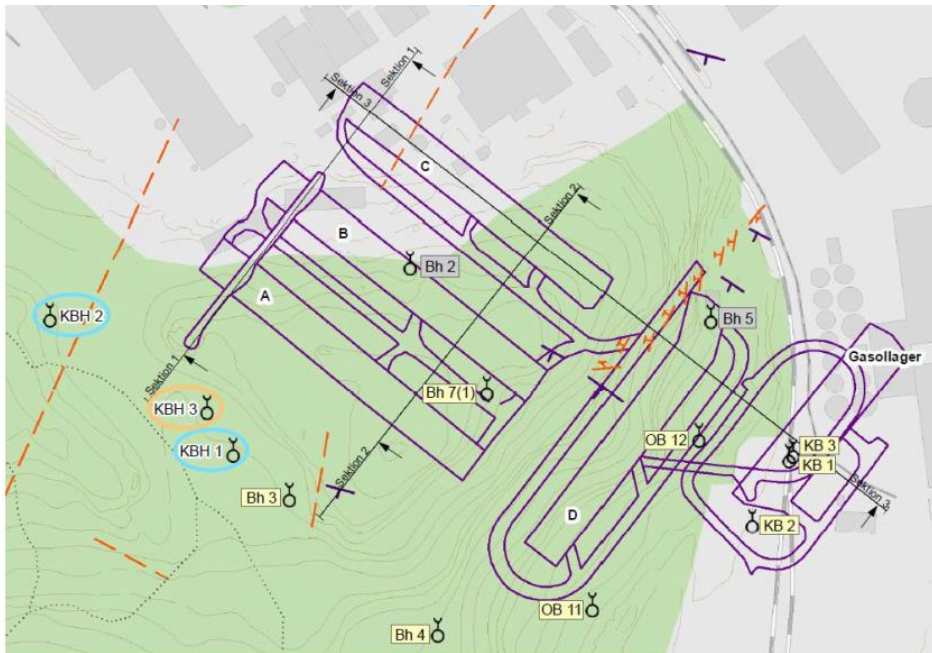 Sektion 1
Sektion 3
C
Sektion 2
B
Bh 2
A
KBH 2
Bh 5
Gasollager
Sektion 1
Bh 7(1)
KBH 3
OB 12
KB 3
KBH 1
KB 1
Sektion 2
Bh 3
Sektion 3
D
KB 2
OB 11
Bh 4